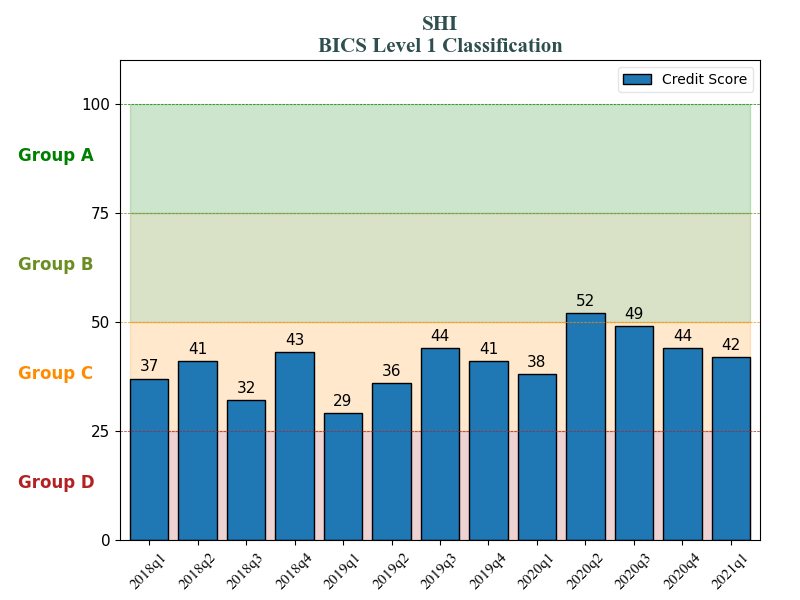 SHI
BICS Level 1 Classification
Credit Score
100
Group A
75
Group B
50
Group C
25
Group D
0
37
41
32
43
29
36
44
41
38
52
49
44
42
2018q1
2018q2
2018q3
2018q4
2019q1
2019q2
2019q3
2019q4
2020q1
2020q2
2020q3
2020q4
2021q1